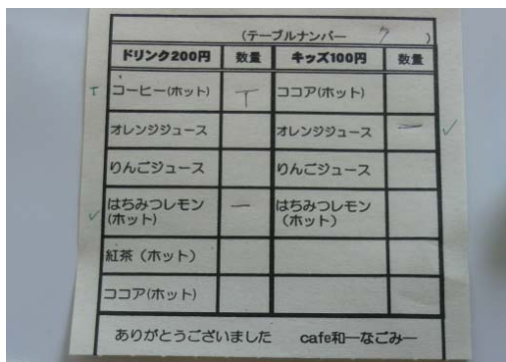 (テーブルナンバー 7 )
ドリンク200円 数量 キッズ100円 数量
T コーヒー(ホット) T ココア(ホット)
オレンジジュース オレンジジュース 一 ✓
りんごジュース りんごジュース
✓ はちみつレモン 一 はちみつレモン
(ホット) (ホット)
紅茶(ホット)
ココア(ホット)
ありがとうございました cafe和―なごみ―